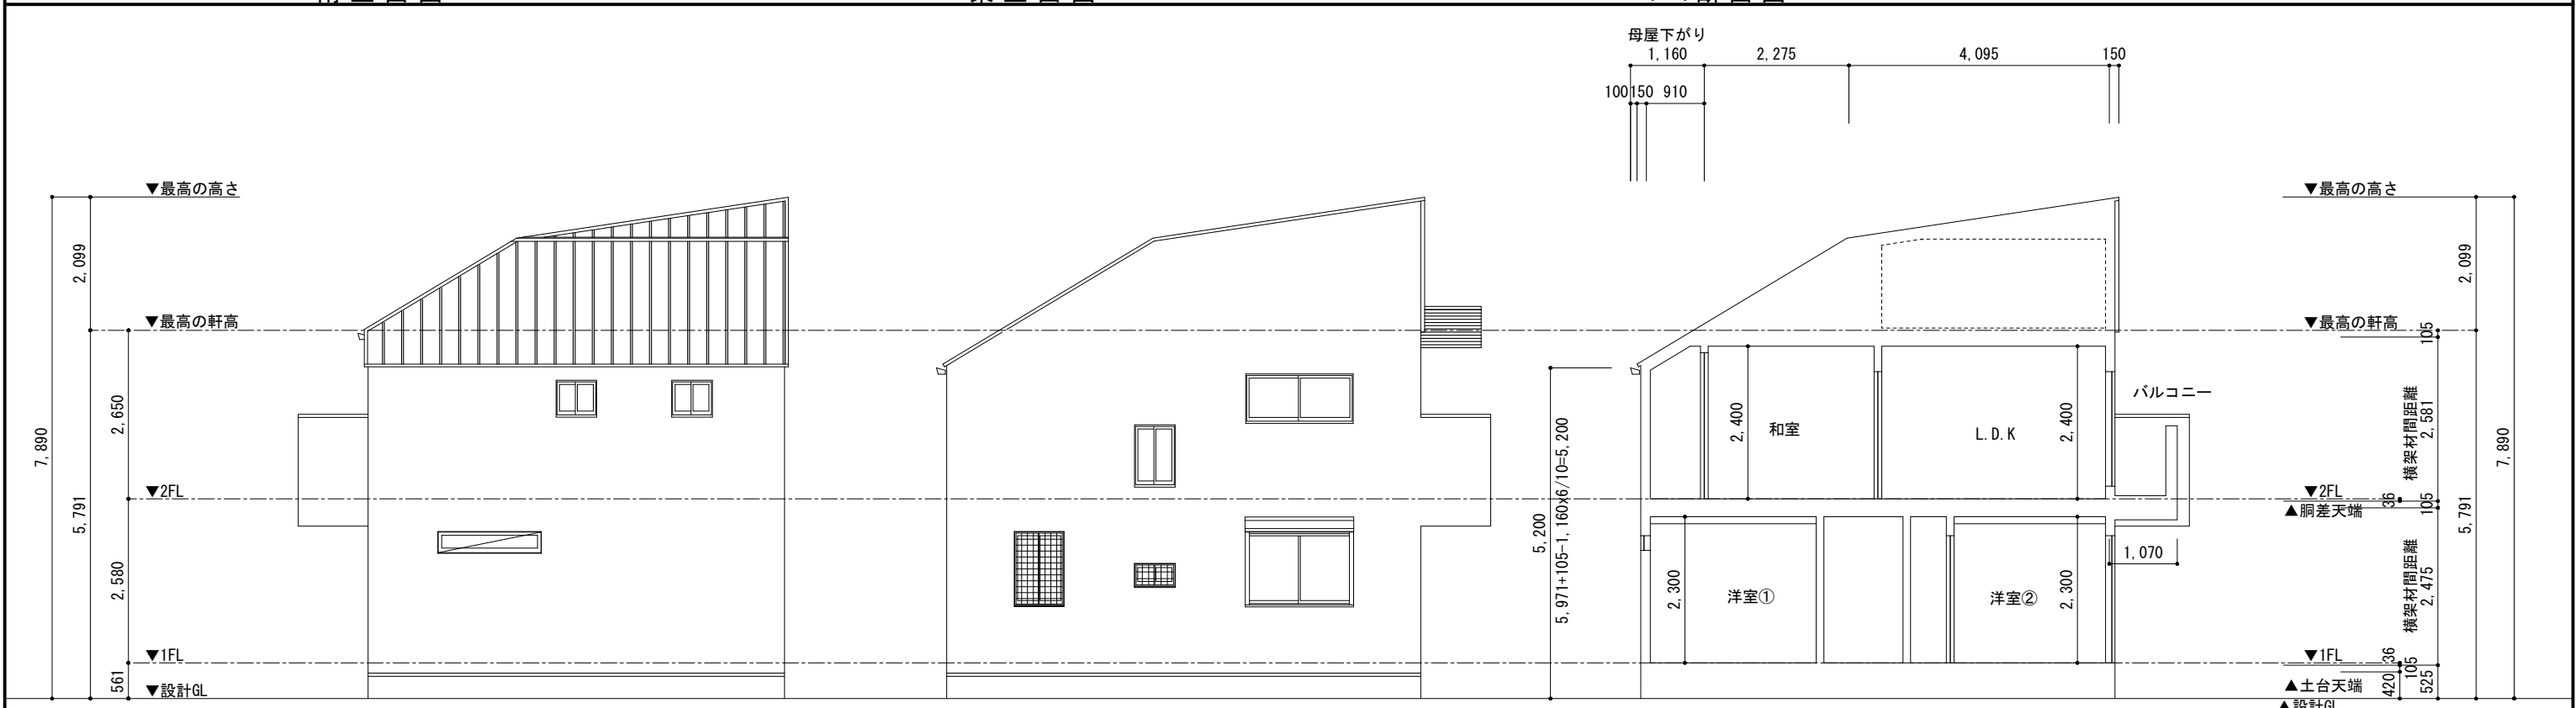 母屋下がり
1,160 2,275 4,095 150
100 150 910
▼最高の高さ
▼最高の高さ
2,099
2,099
▼最高の軒高
▼最高の軒高
105
7,890
5,791
2,650
バルコニー
2,400
和室
L.D.K
2,400
横架材間距離
2,581
5,791
7,890
▼2FL
▼2FL
36
105
▲胴差天端
5,200
5,971+105-1,160x6/10=5,200
1,070
2,580
2,300
洋室①
洋室②
2,300
横架材間距離
2,475
▼1FL
▼1FL
36
105
561
▼設計GL
▲土台天端
420
525
▲設計GL